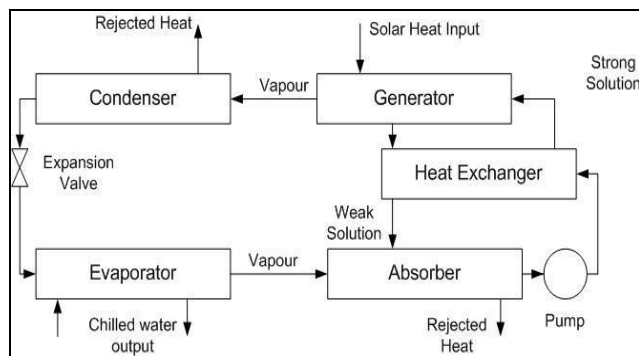 Rejected Heat
Solar Heat Input
Strong
Solution
Condenser
Vapour
Generator
Expansion
Valve
Heat Exchanger
Weak
Solution
Evaporator
Vapour
Absorber
Chilled water
output
Rejected
Heat
Pump